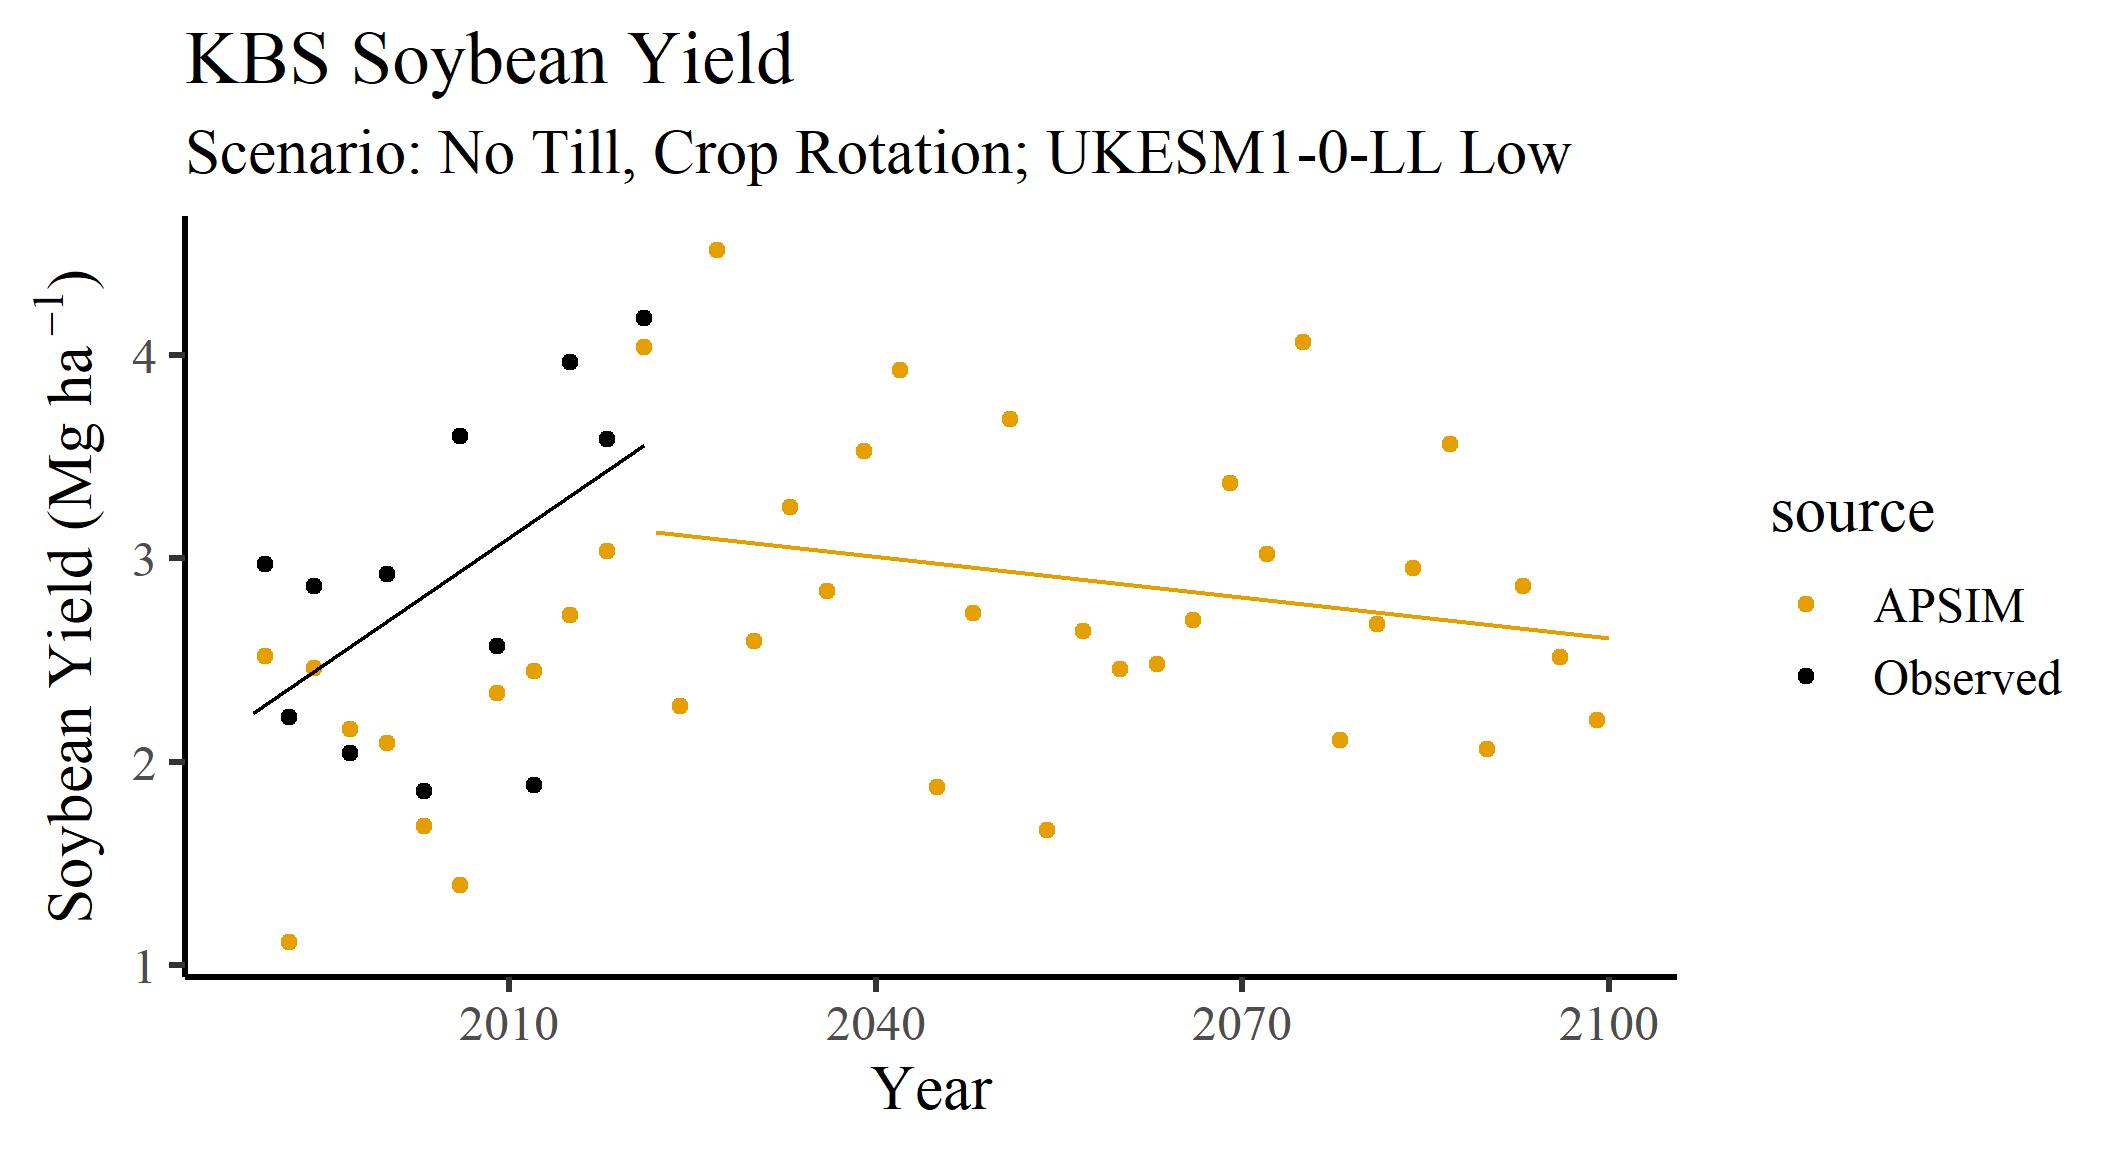 KBS Soybean Yield
Scenario: No Till, Crop Rotation; UKESM1-0-LL Low
Soybean Yield (Mg ha⁻¹)
4
3
2
1
2010 2040 2070 2100
Year
source
APSIM
Observed